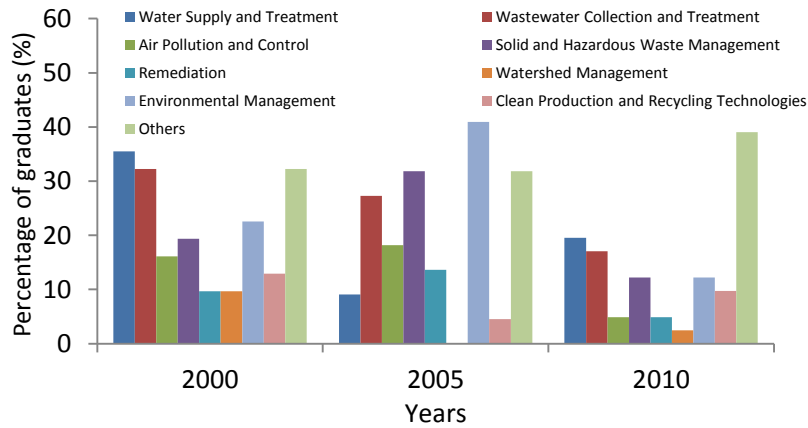 60
50
40
30
20
10
0
Percentage of graduates (%)
Water Supply and Treatment
Wastewater Collection and Treatment
Air Pollution and Control
Solid and Hazardous Waste Management
Remediation
Watershed Management
Environmental Management
Clean Production and Recycling Technologies
Others
2000 2005 2010
Years